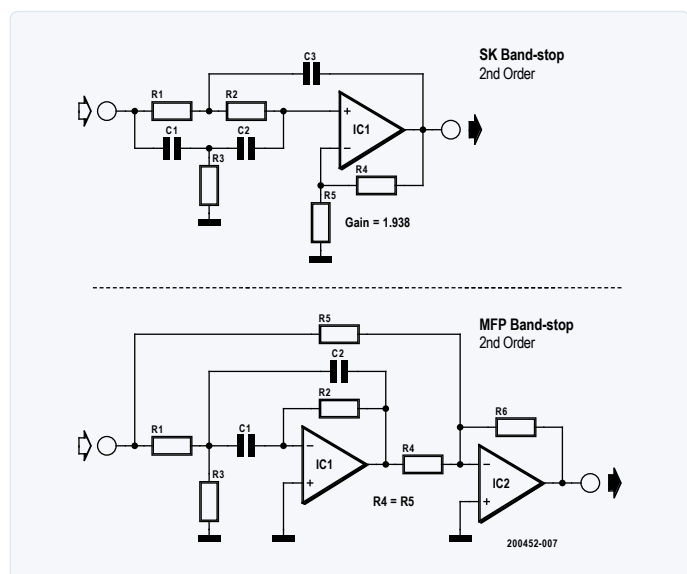 SK Band-stop
2nd Order
C3
R1
R2
+
IC1
C1
C2
−
R3
R4
R5
Gain = 1.938
MFP Band-stop
2nd Order
R5
C2
R2
R6
R1
C1
−
IC1
R4
−
IC2
R3
+
R4 = R5
+
200452-007